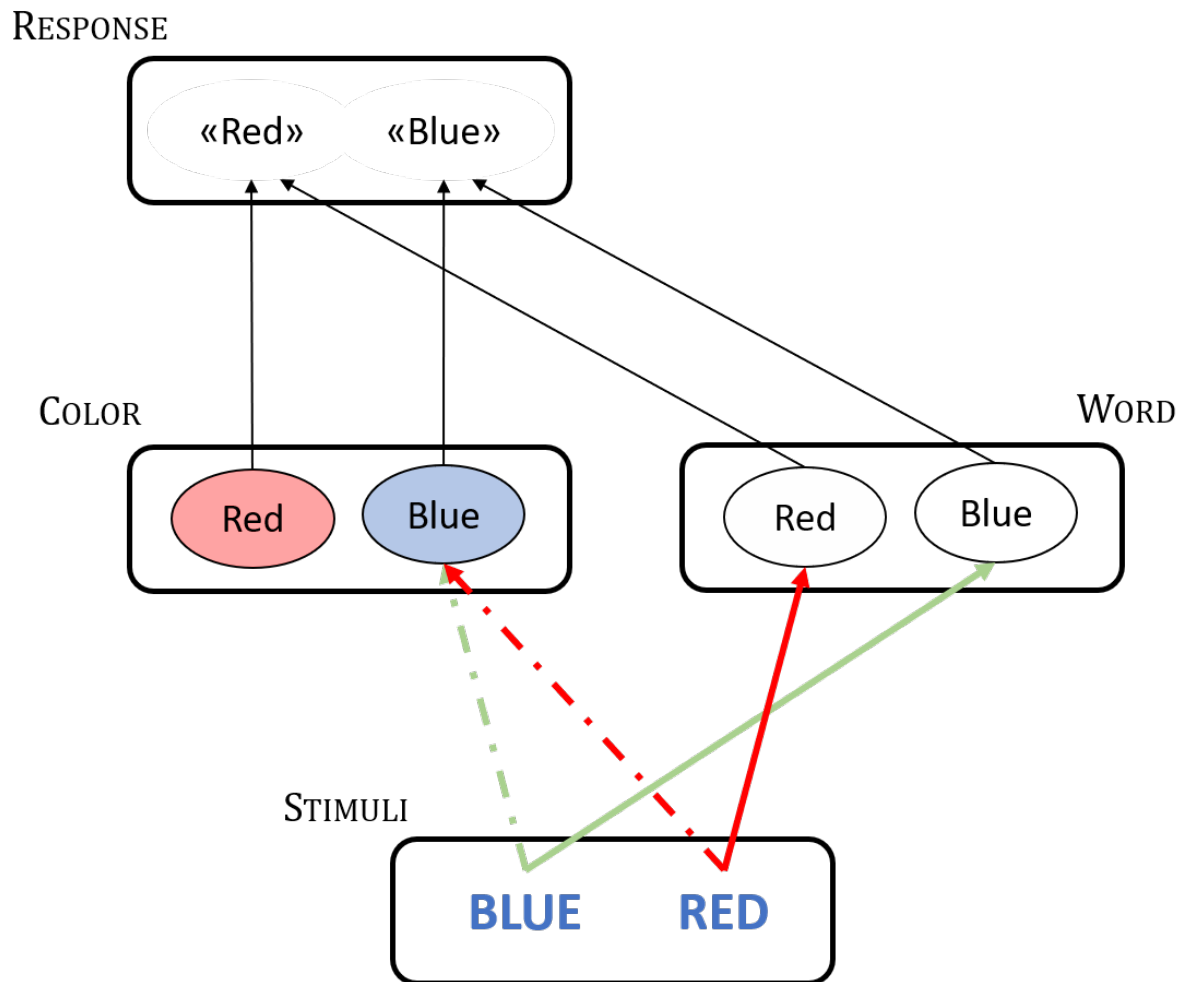 RESPONSE
«Red» «Blue»
COLOR
WORD
Red Blue
Red Blue
STIMULI
BLUE RED